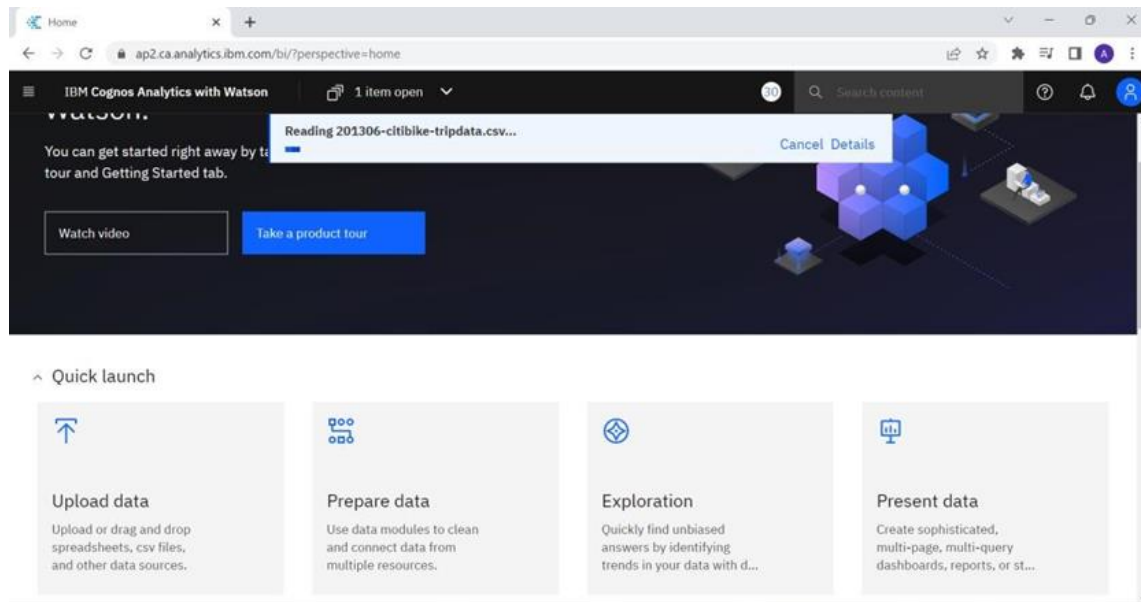 Home
ap2.ca.analytics.ibm.com/bi/?perspective=home
A
IBM Cognos Analytics with Watson
1 item open
30
Search content
Watson.
Reading 201306-citibike-tripdata.csv...
Cancel Details
You can get started right away by ta
tour and Getting Started tab.
Watch video
Take a product tour
Quick launch
Upload data
Upload or drag and drop
spreadsheets, csv files,
and other data sources.
Prepare data
Use data modules to clean
and connect data from
multiple resources.
Exploration
Quickly find unbiased
answers by identifying
trends in your data with d...
Present data
Create sophisticated,
multi-page, multi-query
dashboards, reports, or st...